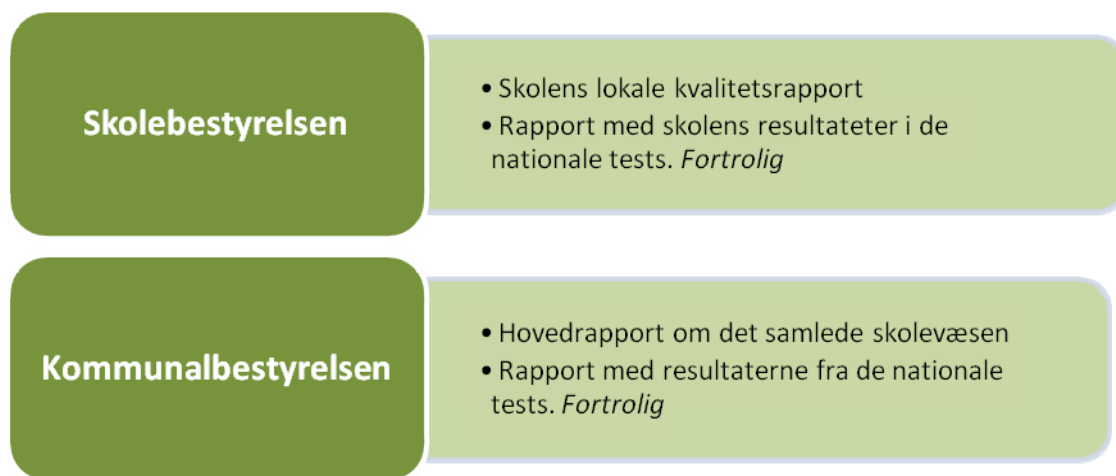 Skolebestyrelsen
• Skolens lokale kvalitetsrapport
• Rapport med skolens resultateter i de
nationale tests. Fortrolig
Kommunalbestyrelsen
• Hovedrapport om det samlede skolevæsen
• Rapport med resultaterne fra de nationale
tests. Fortrolig